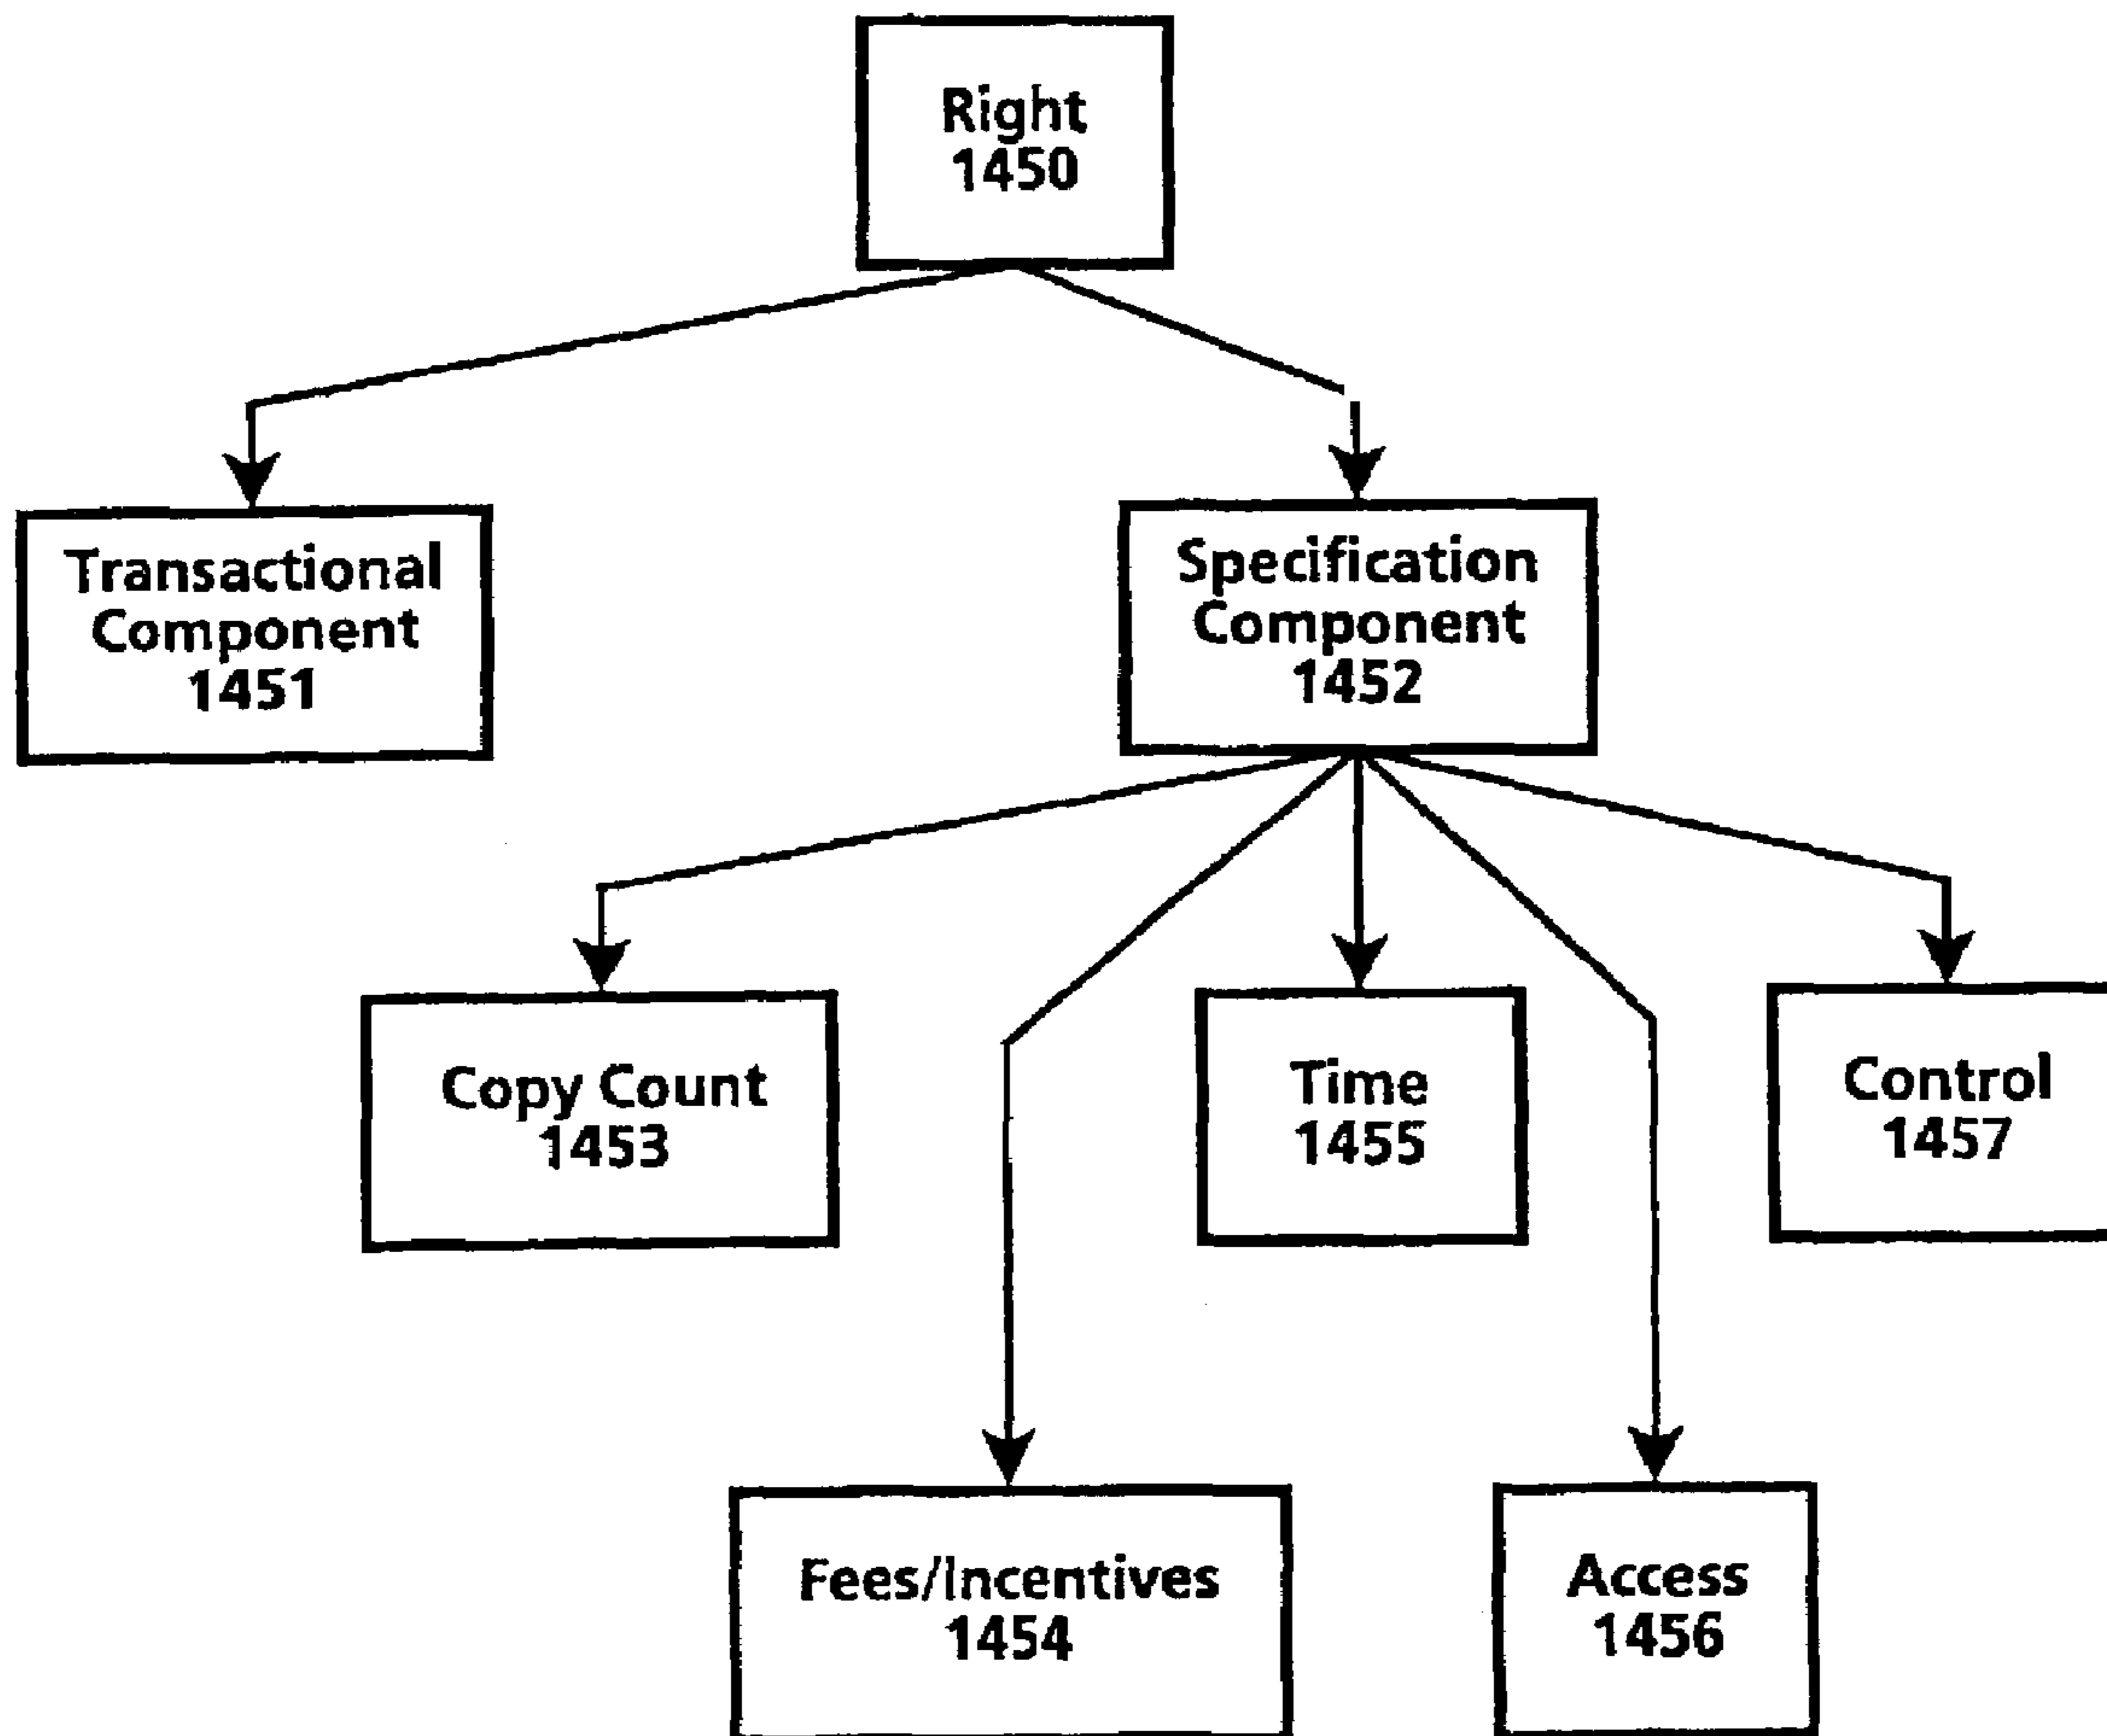 Right
1450
Transactional
Component
1451
Specification
Component
1452
Copy Count
1453
Time
1455
Control
1457
Fees/Incentives
1454
Access
1456